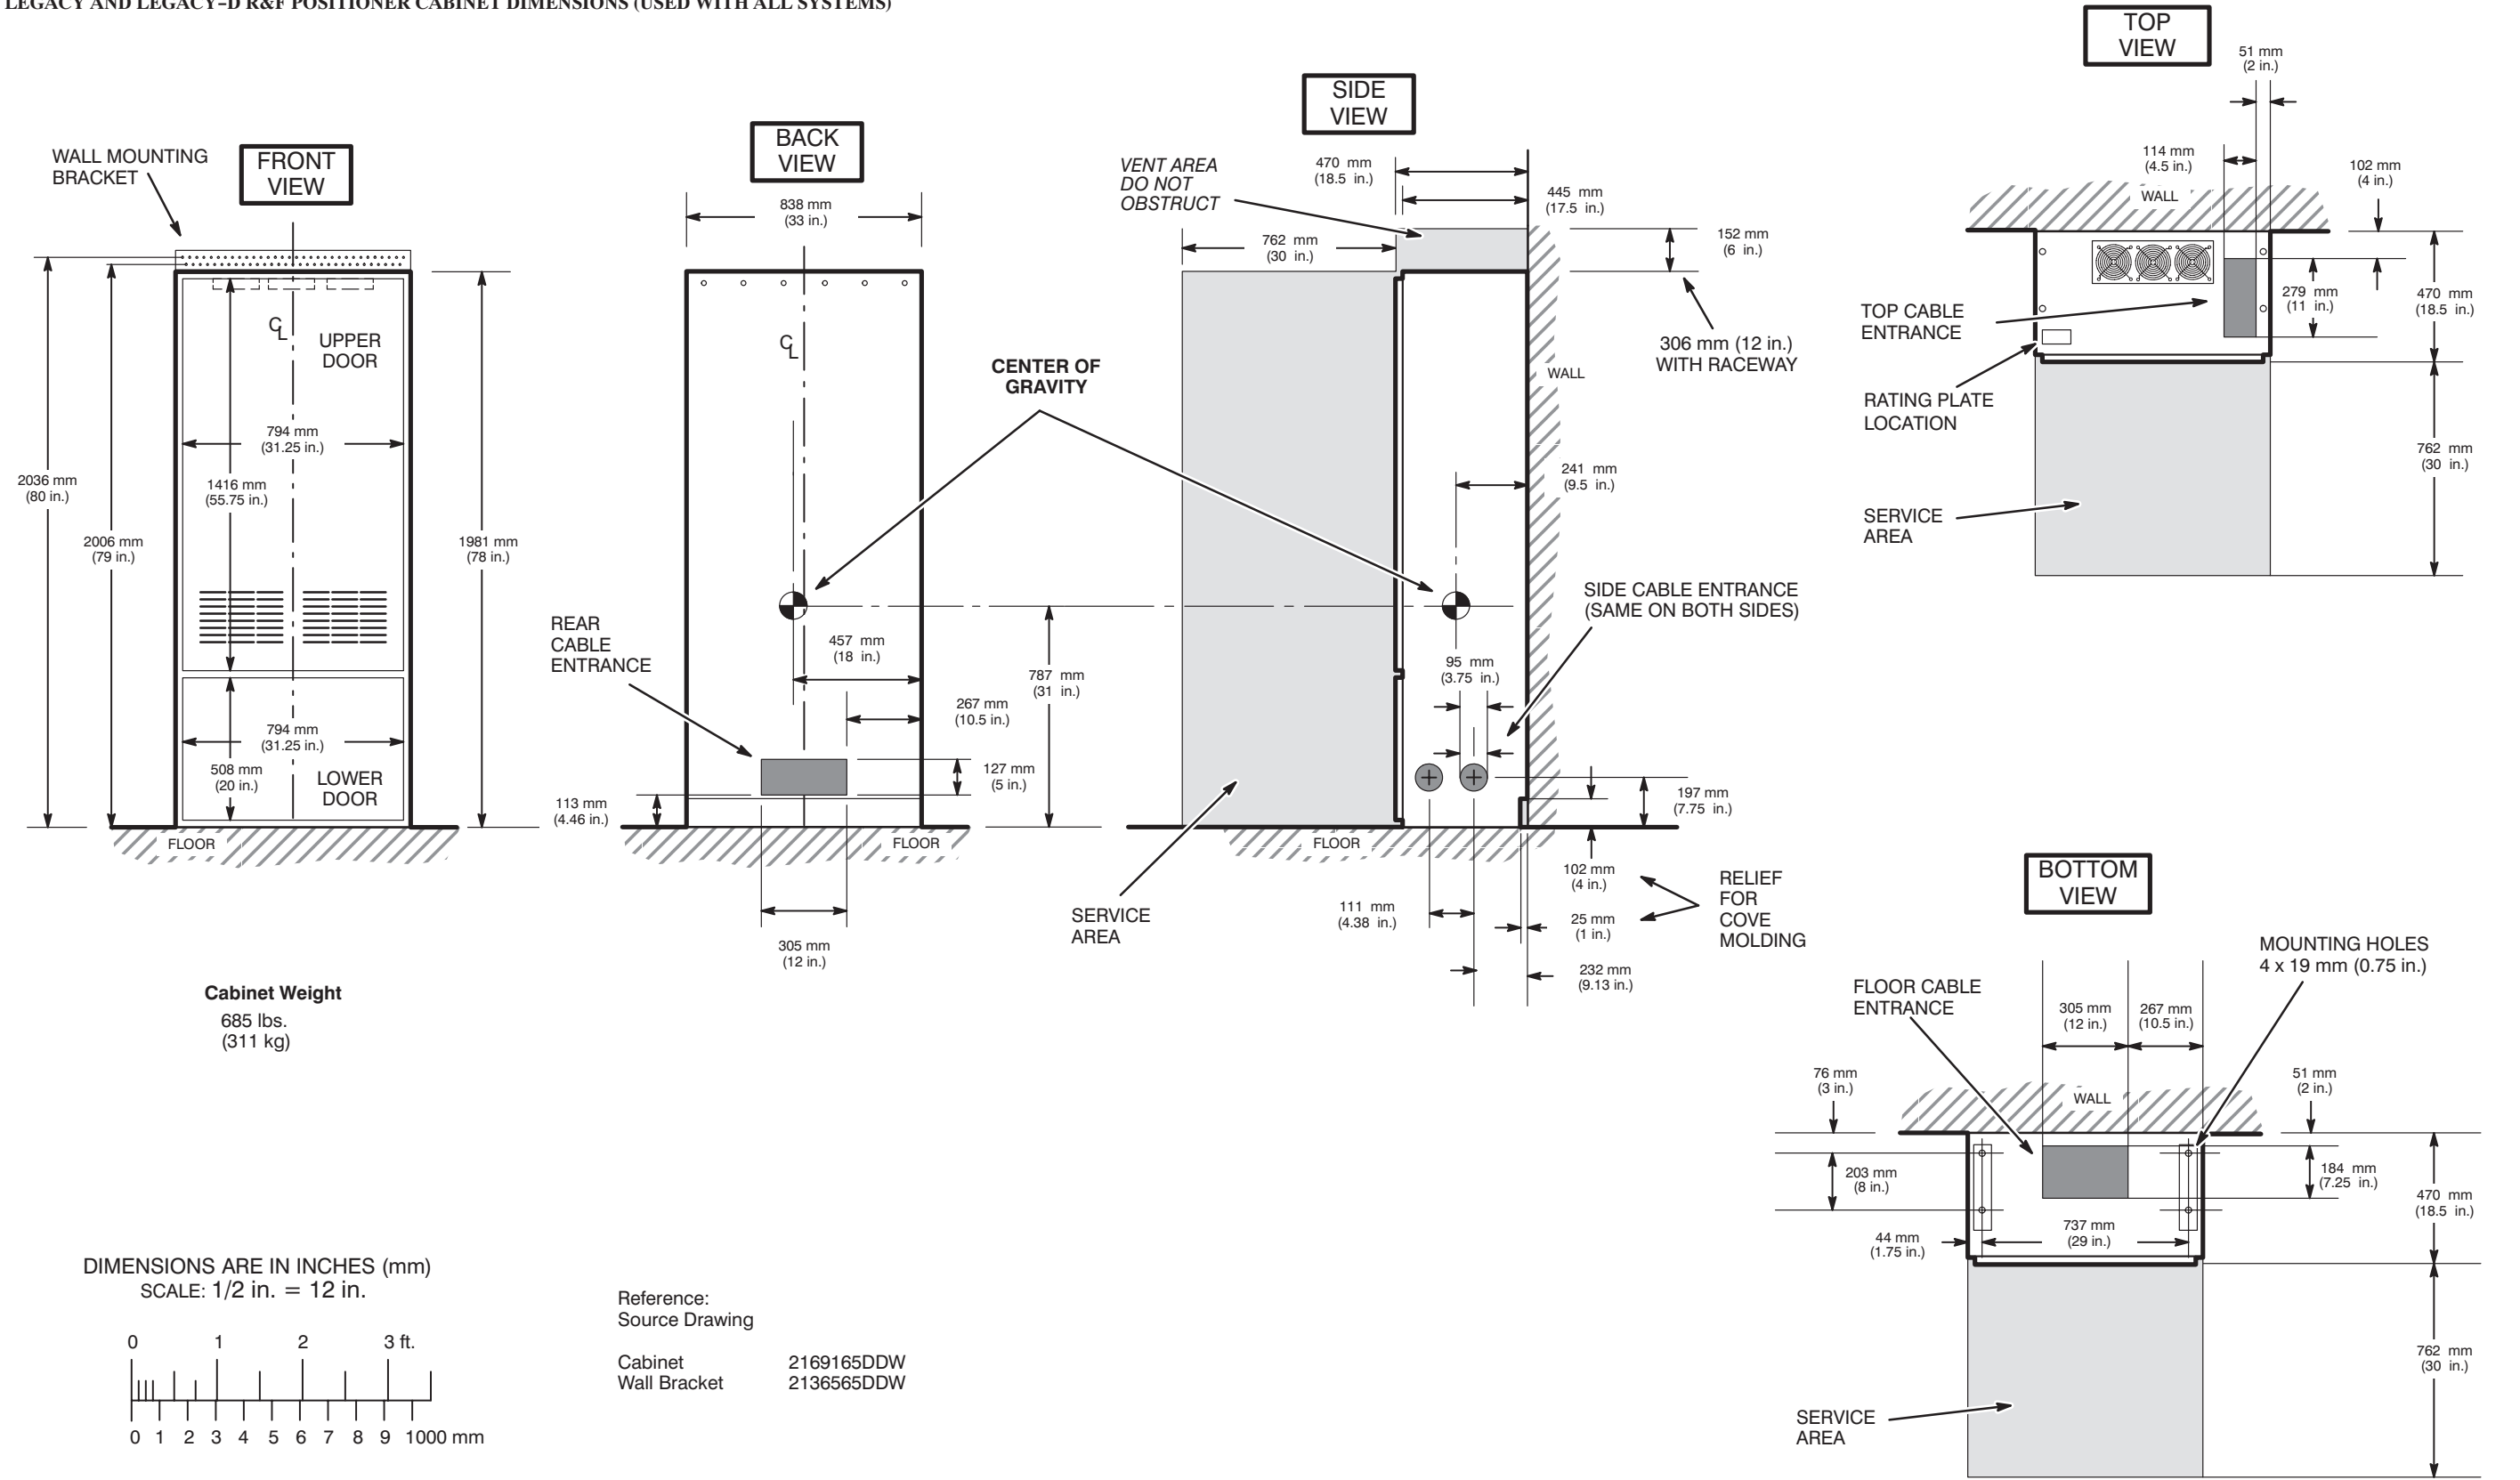 LEGACY AND LEGACY–D R&F POSITIONER CABINET DIMENSIONS (USED WITH ALL SYSTEMS)
WALL MOUNTING
BRACKET
FRONT
VIEW
℄
UPPER
DOOR
794 mm
(31.25 in.)
1416 mm
(55.75 in.)
2036 mm
(80 in.)
2006 mm
(79 in.)
1981 mm
(78 in.)
794 mm
(31.25 in.)
508 mm
(20 in.)
LOWER
DOOR
FLOOR
Cabinet Weight
685 lbs.
(311 kg)
BACK
VIEW
838 mm
(33 in.)
℄
CENTER OF
GRAVITY
REAR
CABLE
ENTRANCE
457 mm
(18 in.)
267 mm
(10.5 in.)
787 mm
(31 in.)
127 mm
(5 in.)
113 mm
(4.46 in.)
FLOOR
305 mm
(12 in.)
SIDE
VIEW
VENT AREA
DO NOT
OBSTRUCT
470 mm
(18.5 in.)
445 mm
(17.5 in.)
762 mm
(30 in.)
152 mm
(6 in.)
306 mm (12 in.)
WITH RACEWAY
WALL
241 mm
(9.5 in.)
SIDE CABLE ENTRANCE
(SAME ON BOTH SIDES)
95 mm
(3.75 in.)
197 mm
(7.75 in.)
FLOOR
102 mm
(4 in.)
RELIEF
FOR
COVE
MOLDING
111 mm
(4.38 in.)
25 mm
(1 in.)
232 mm
(9.13 in.)
SERVICE
AREA
TOP
VIEW
51 mm
(2 in.)
114 mm
(4.5 in.)
102 mm
(4 in.)
WALL
TOP CABLE
ENTRANCE
279 mm
(11 in.)
470 mm
(18.5 in.)
RATING PLATE
LOCATION
762 mm
(30 in.)
SERVICE
AREA
BOTTOM
VIEW
MOUNTING HOLES
4 x 19 mm (0.75 in.)
FLOOR CABLE
ENTRANCE
305 mm
(12 in.)
267 mm
(10.5 in.)
76 mm
(3 in.)
51 mm
(2 in.)
WALL
203 mm
(8 in.)
184 mm
(7.25 in.)
470 mm
(18.5 in.)
737 mm
(29 in.)
44 mm
(1.75 in.)
762 mm
(30 in.)
SERVICE
AREA
DIMENSIONS ARE IN INCHES (mm)
SCALE: 1/2 in. = 12 in.
0 1 2 3 ft.
0 1 2 3 4 5 6 7 8 9 1000 mm
Reference:
Source Drawing
Cabinet 2169165DDW
Wall Bracket 2136565DDW